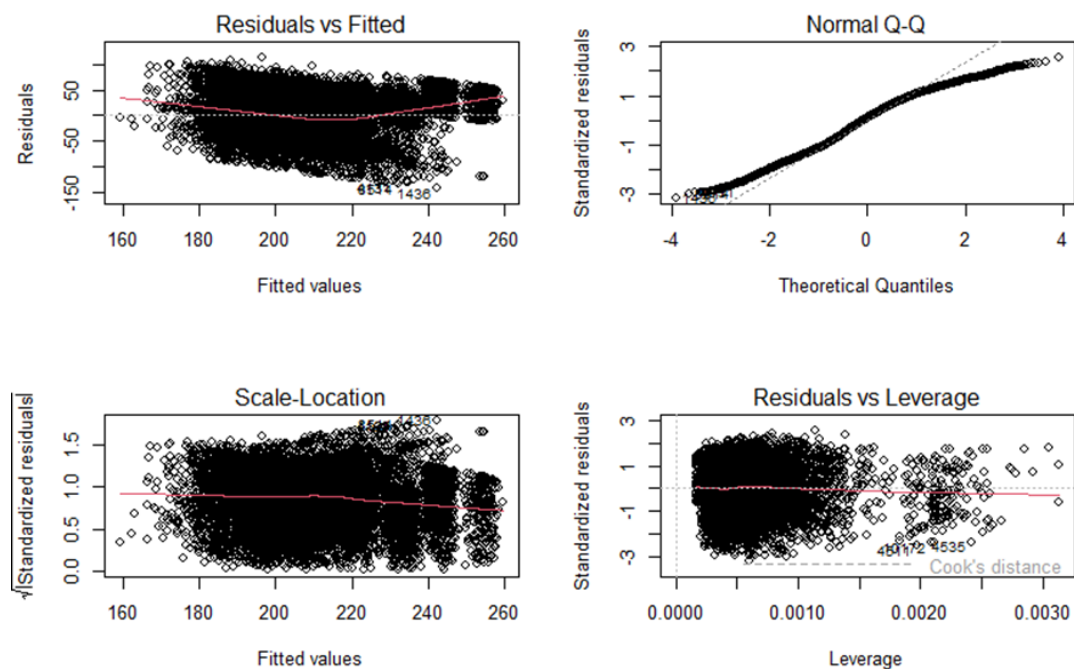 Residuals vs Fitted
Residuals
50
-50
-150
1436
160 180 200 220 240 260
Fitted values
Normal Q-Q
Standardized residuals
3
1
-1
-3
-4 -2 0 2 4
Theoretical Quantiles
Scale-Location
√|Standardized residuals|
1.5
1.0
0.5
0.0
1436
160 180 200 220 240 260
Fitted values
Residuals vs Leverage
Standardized residuals
3
1
-1
-3
4535
Cook's distance
0.0000 0.0010 0.0020 0.0030
Leverage